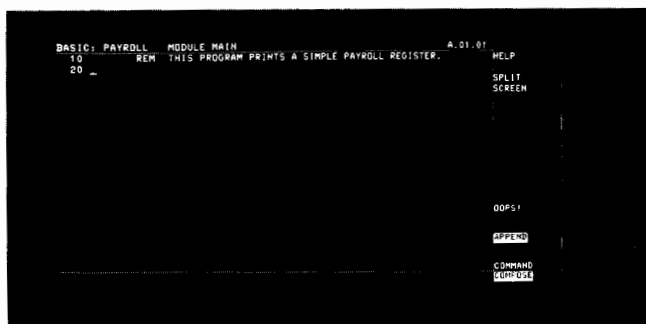 BASIC: PAYROLL MODULE MAIN A.01.01
10 REM THIS PROGRAM PRINTS A SIMPLE PAYROLL REGISTER. HELP
20 _
SPLIT
SCREEN
OOPS!
APPEND
COMMAND
COMPOSE